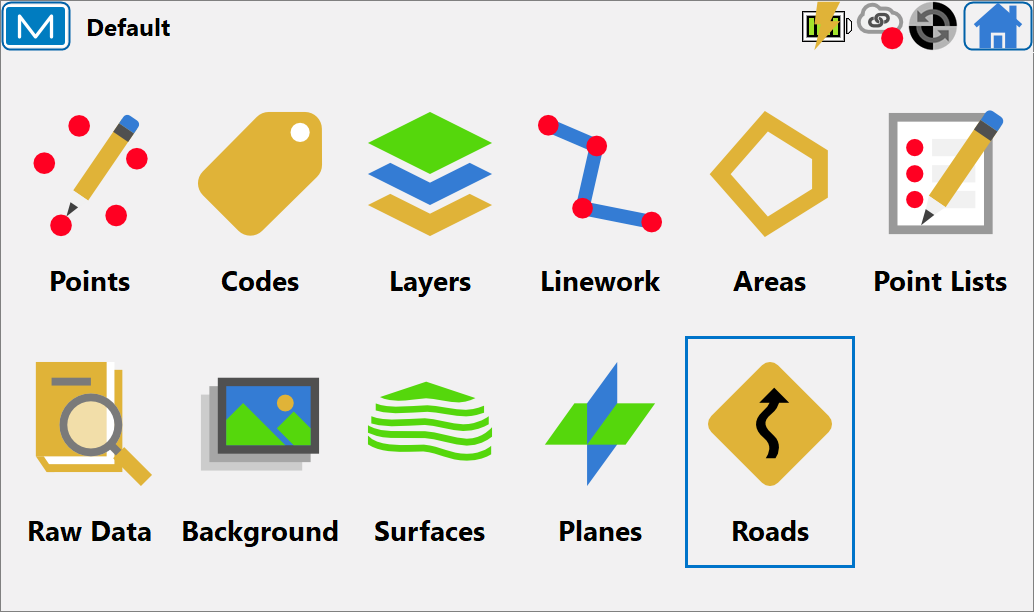 Default
Points Codes Layers Linework Areas Point Lists
Raw Data Background Surfaces Planes Roads